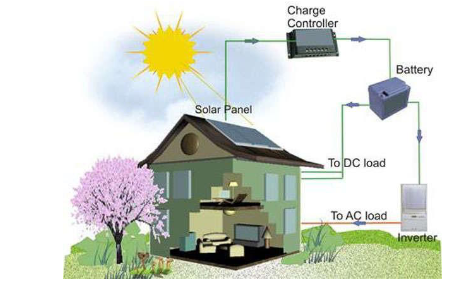 Charge
Controller
Battery
Solar Panel
To DC load
To AC load
Inverter